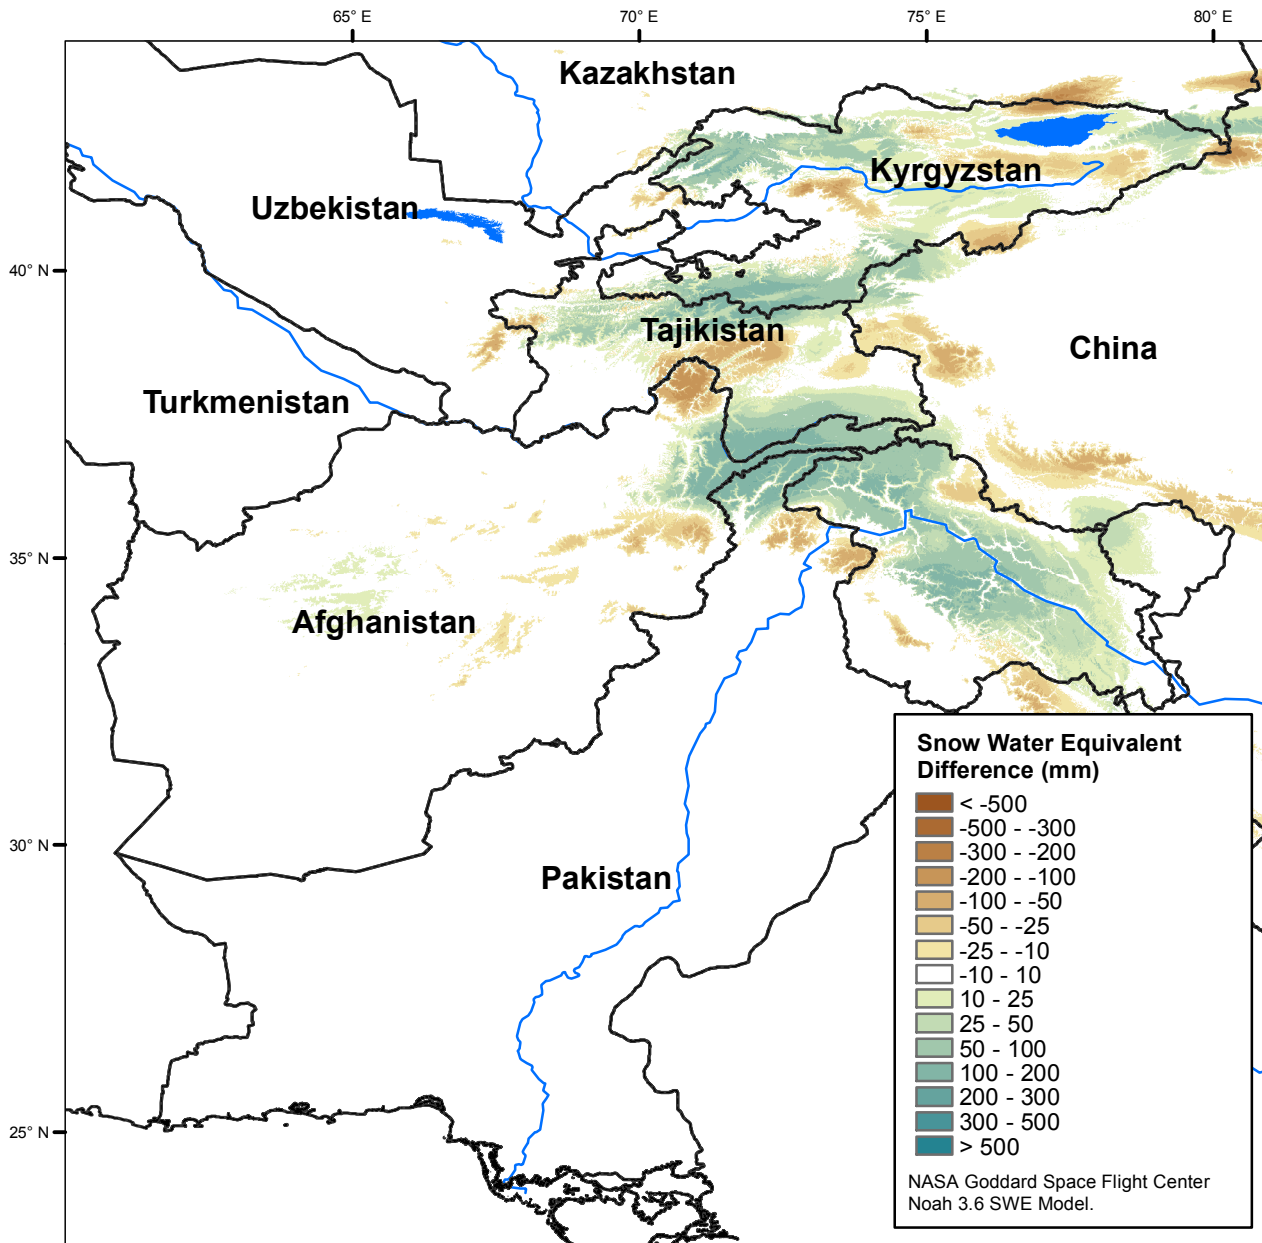 65° E
70° E
75° E
80° E
Kazakhstan
Kyrgyzstan
Uzbekistan
40° N
Tajikistan
China
Turkmenistan
35° N
Afghanistan
30° N
Pakistan
25° N
Snow Water Equivalent
Difference (mm)
< -500
-500 - -300
-300 - -200
-200 - -100
-100 - -50
-50 - -25
-25 - -10
-10 - 10
10 - 25
25 - 50
50 - 100
100 - 200
200 - 300
300 - 500
> 500
NASA Goddard Space Flight Center
Noah 3.6 SWE Model.